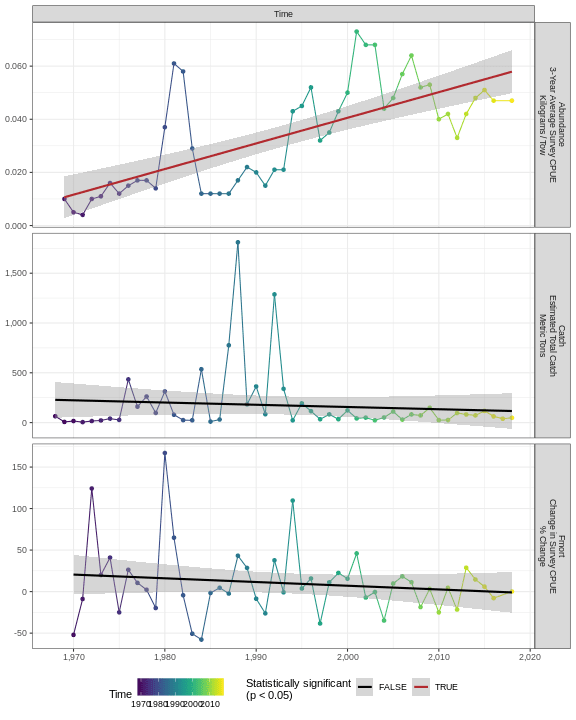 Time
0.060
0.040
0.020
0.000
Abundance
3-Year Average Survey CPUE
Kilograms / Tow
1,500
1,000
500
0
Catch
Estimated Total Catch
Metric Tons
150
100
50
0
-50
Fmort
Change in Survey CPUE
% Change
1,970 1,980 1,990 2,000 2,010 2,020
Time
1970 1980 1990 2000 2010
Statistically significant
(p < 0.05)
FALSE
TRUE